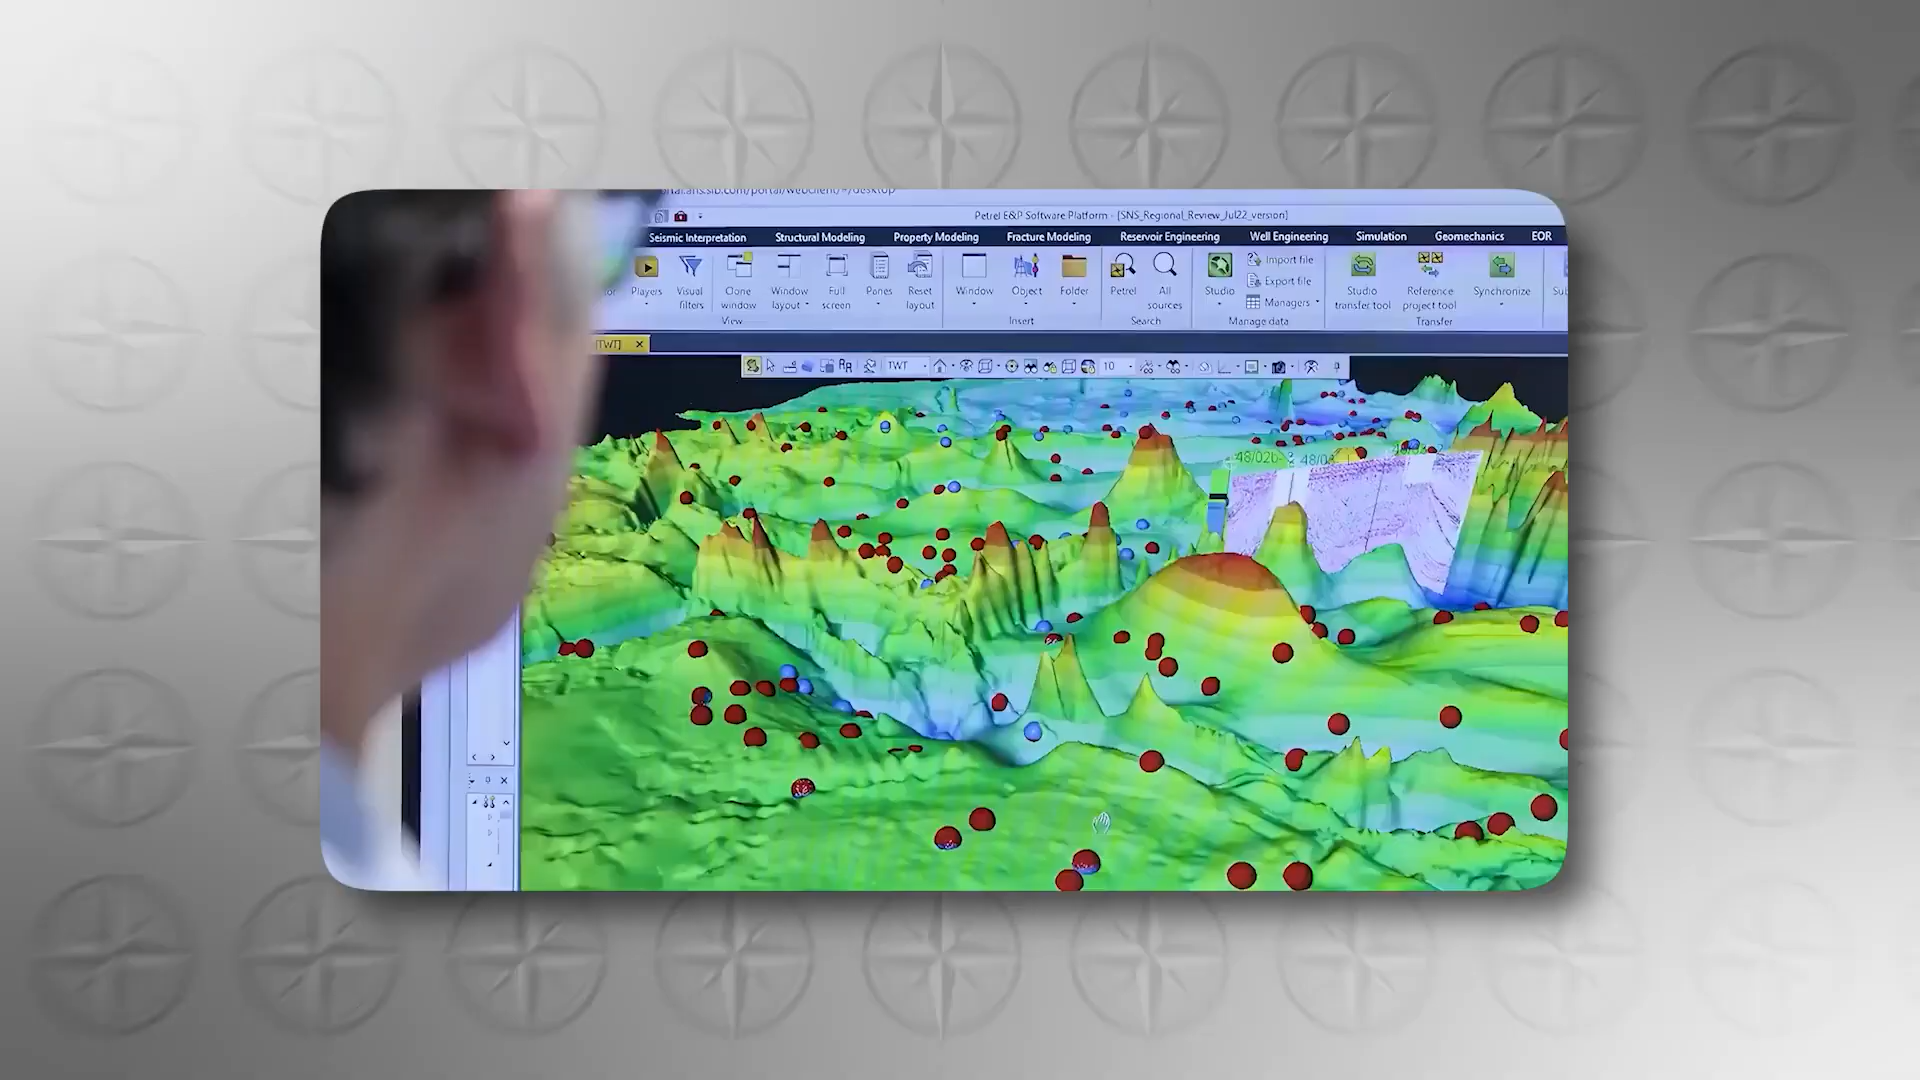 Petrel E&P Software Platform - [SNS_Regional_Review_Jul22_version]
Seismic Interpretation Structural Modeling Property Modeling Fracture Modeling Reservoir Engineering Well Engineering Simulation Geomechanics EOR
Players Visual filters Clone window Window layout Full screen Panes Reset layout Window Object Folder Petrel All sources Studio Import file Export file Managers Studio transfer tool Reference project tool Synchronize
View Insert Search Manage data Transfer
TWT]
TWT 10
48/02b-